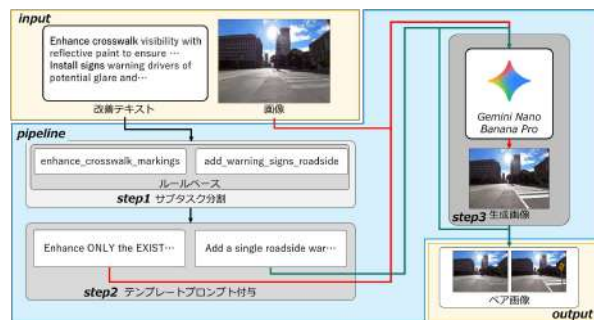 input
Enhance crosswalk visibility with
reflective paint to ensure …
Install signs warning drivers of
potential glare and…
改善テキスト
画像
pipeline
enhance_crosswalk_markings
add_warning_signs_roadside
ルールベース
step1 サブタスク分割
Enhance ONLY the EXIST…
Add a single roadside war…
step2 テンプレートプロンプト付与
Gemini Nano
Banana Pro
生成画像
step3
ペア画像
output